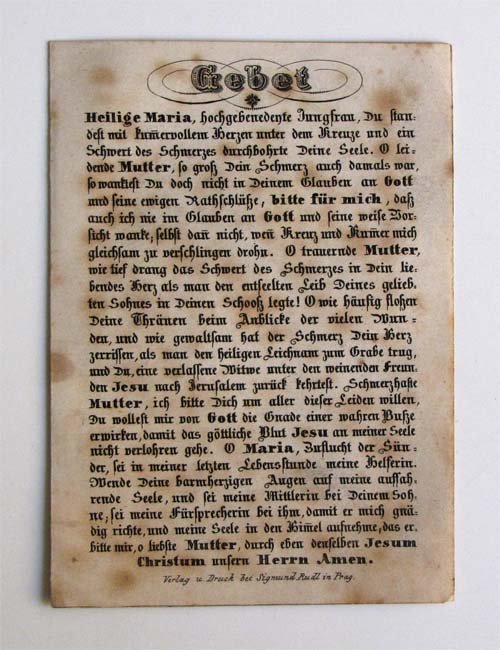 Gebet
Heilige Maria, hochgebenedeyte Jungfrau, Du stan=
dest mit kum̅ervollem Herzen unter dem Kreuze und ein
Schwert des Schmerzes durchbohrte Deine Seele. O lei=
dende Mutter, so groß Dein Schmerz auch damals war,
so wankest Du doch nicht in Deinem Glauben an Gott
und seine ewigen Rathschlüße, bitte für mich, daß
auch ich nie im Glauben an Gott und seine weise Vor=
sicht wanke; selbst dan̅ nicht, wen̅ Kreuz und Kum̅er mich
gleichsam zu verschlingen drohn. O trauernde Mutter,
wie tief drang das Schwert des Schmerzes in Dein lie=
bendes Herz als man den entseelten Leib Deines gelieb=
ten Sohnes in Deinen Schooß legte! O wie häufig floßen
Deine Thränen beim Anblicke der vielen Wun=
den, und wie gewaltsam hat der Schmerz Dein Herz
zerrissen, als man den heiligen Leichnam zum Grabe trug,
und Du, eine verlassene Witwe unter den weinenden Freun=
den Jesu nach Jerusalem zurück kehrtest. Schmerzhafte
Mutter, ich bitte Dich um aller dieser Leiden willen,
Du wollest mir von Gott die Gnade einer wahren Buße
erwirken, damit das göttliche Blut Jesu an meiner Seele
nicht verlohren gehe. O Maria, Zuflucht der Sün=
der, sei in meiner letzten Lebensstunde meine Helferin.
Wende Deine barmherzigen Augen auf meine auffah=
rende Seele, und sei meine Mittlerin bei Deinem Soh=
ne; sei meine Fürsprecherin bei ihm, damit er mich gnä=
dig richte, und meine Seele in den Him̅el aufnehme; das er=
bitte mir, o liebste Mutter, durch eben denselben Jesum
Christum unsern Herrn Amen.
Verlag u. Druck bei Sigmund Rudl in Prag.